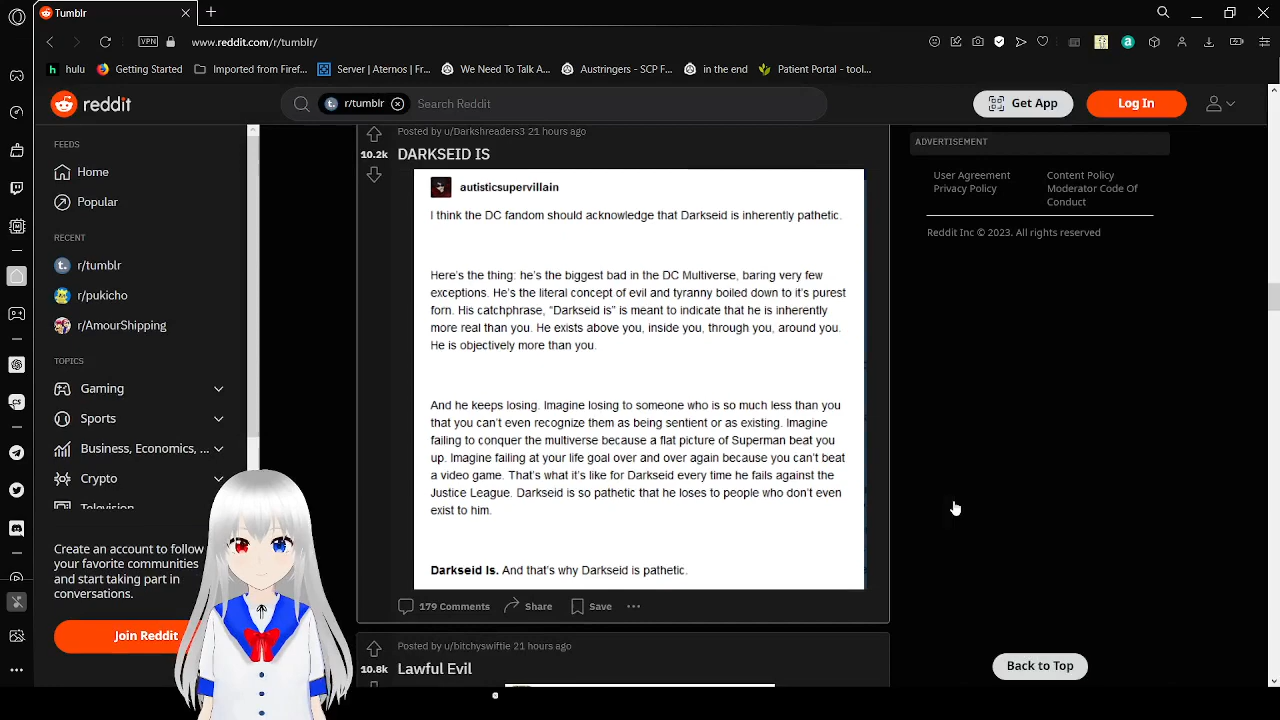 Tumblr
VPN
www.reddit.com/r/tumblr/
hulu
Getting Started
Imported from Firef...
Server | Aternos | Fr...
We Need To Talk A...
Austringers - SCP F...
in the end
Patient Portal - tool...
reddit
r/tumblr
Search Reddit
Get App
Log In
FEEDS
Home
Popular
RECENT
r/tumblr
r/pukicho
r/AmourShipping
TOPICS
Gaming
Sports
Business, Economics, ...
Crypto
Television
Create an account to follow
your favorite communities
and start taking part in
conversations.
Join Reddit
Posted by u/Darkshreaders3 21 hours ago
10.2k
DARKSEID IS
autisticsupervillain
I think the DC fandom should acknowledge that Darkseid is inherently pathetic.
Here's the thing: he's the biggest bad in the DC Multiverse, baring very few
exceptions. He's the literal concept of evil and tyranny boiled down to it's purest
forn. His catchphrase, “Darkseid is” is meant to indicate that he is inherently
more real than you. He exists above you, inside you, through you, around you.
He is objectively more than you.
And he keeps losing. Imagine losing to someone who is so much less than you
that you can't even recognize them as being sentient or as existing. Imagine
failing to conquer the multiverse because a flat picture of Superman beat you
up. Imagine failing at your life goal over and over again because you can't beat
a video game. That's what it's like for Darkseid every time he fails against the
Justice League. Darkseid is so pathetic that he loses to people who don't even
exist to him.
Darkseid Is. And that's why Darkseid is pathetic.
179 Comments
Share
Save
Posted by u/bitchyswiftie 21 hours ago
10.8k
Lawful Evil
ADVERTISEMENT
User Agreement
Privacy Policy
Content Policy
Moderator Code Of
Conduct
Reddit Inc © 2023. All rights reserved
Back to Top